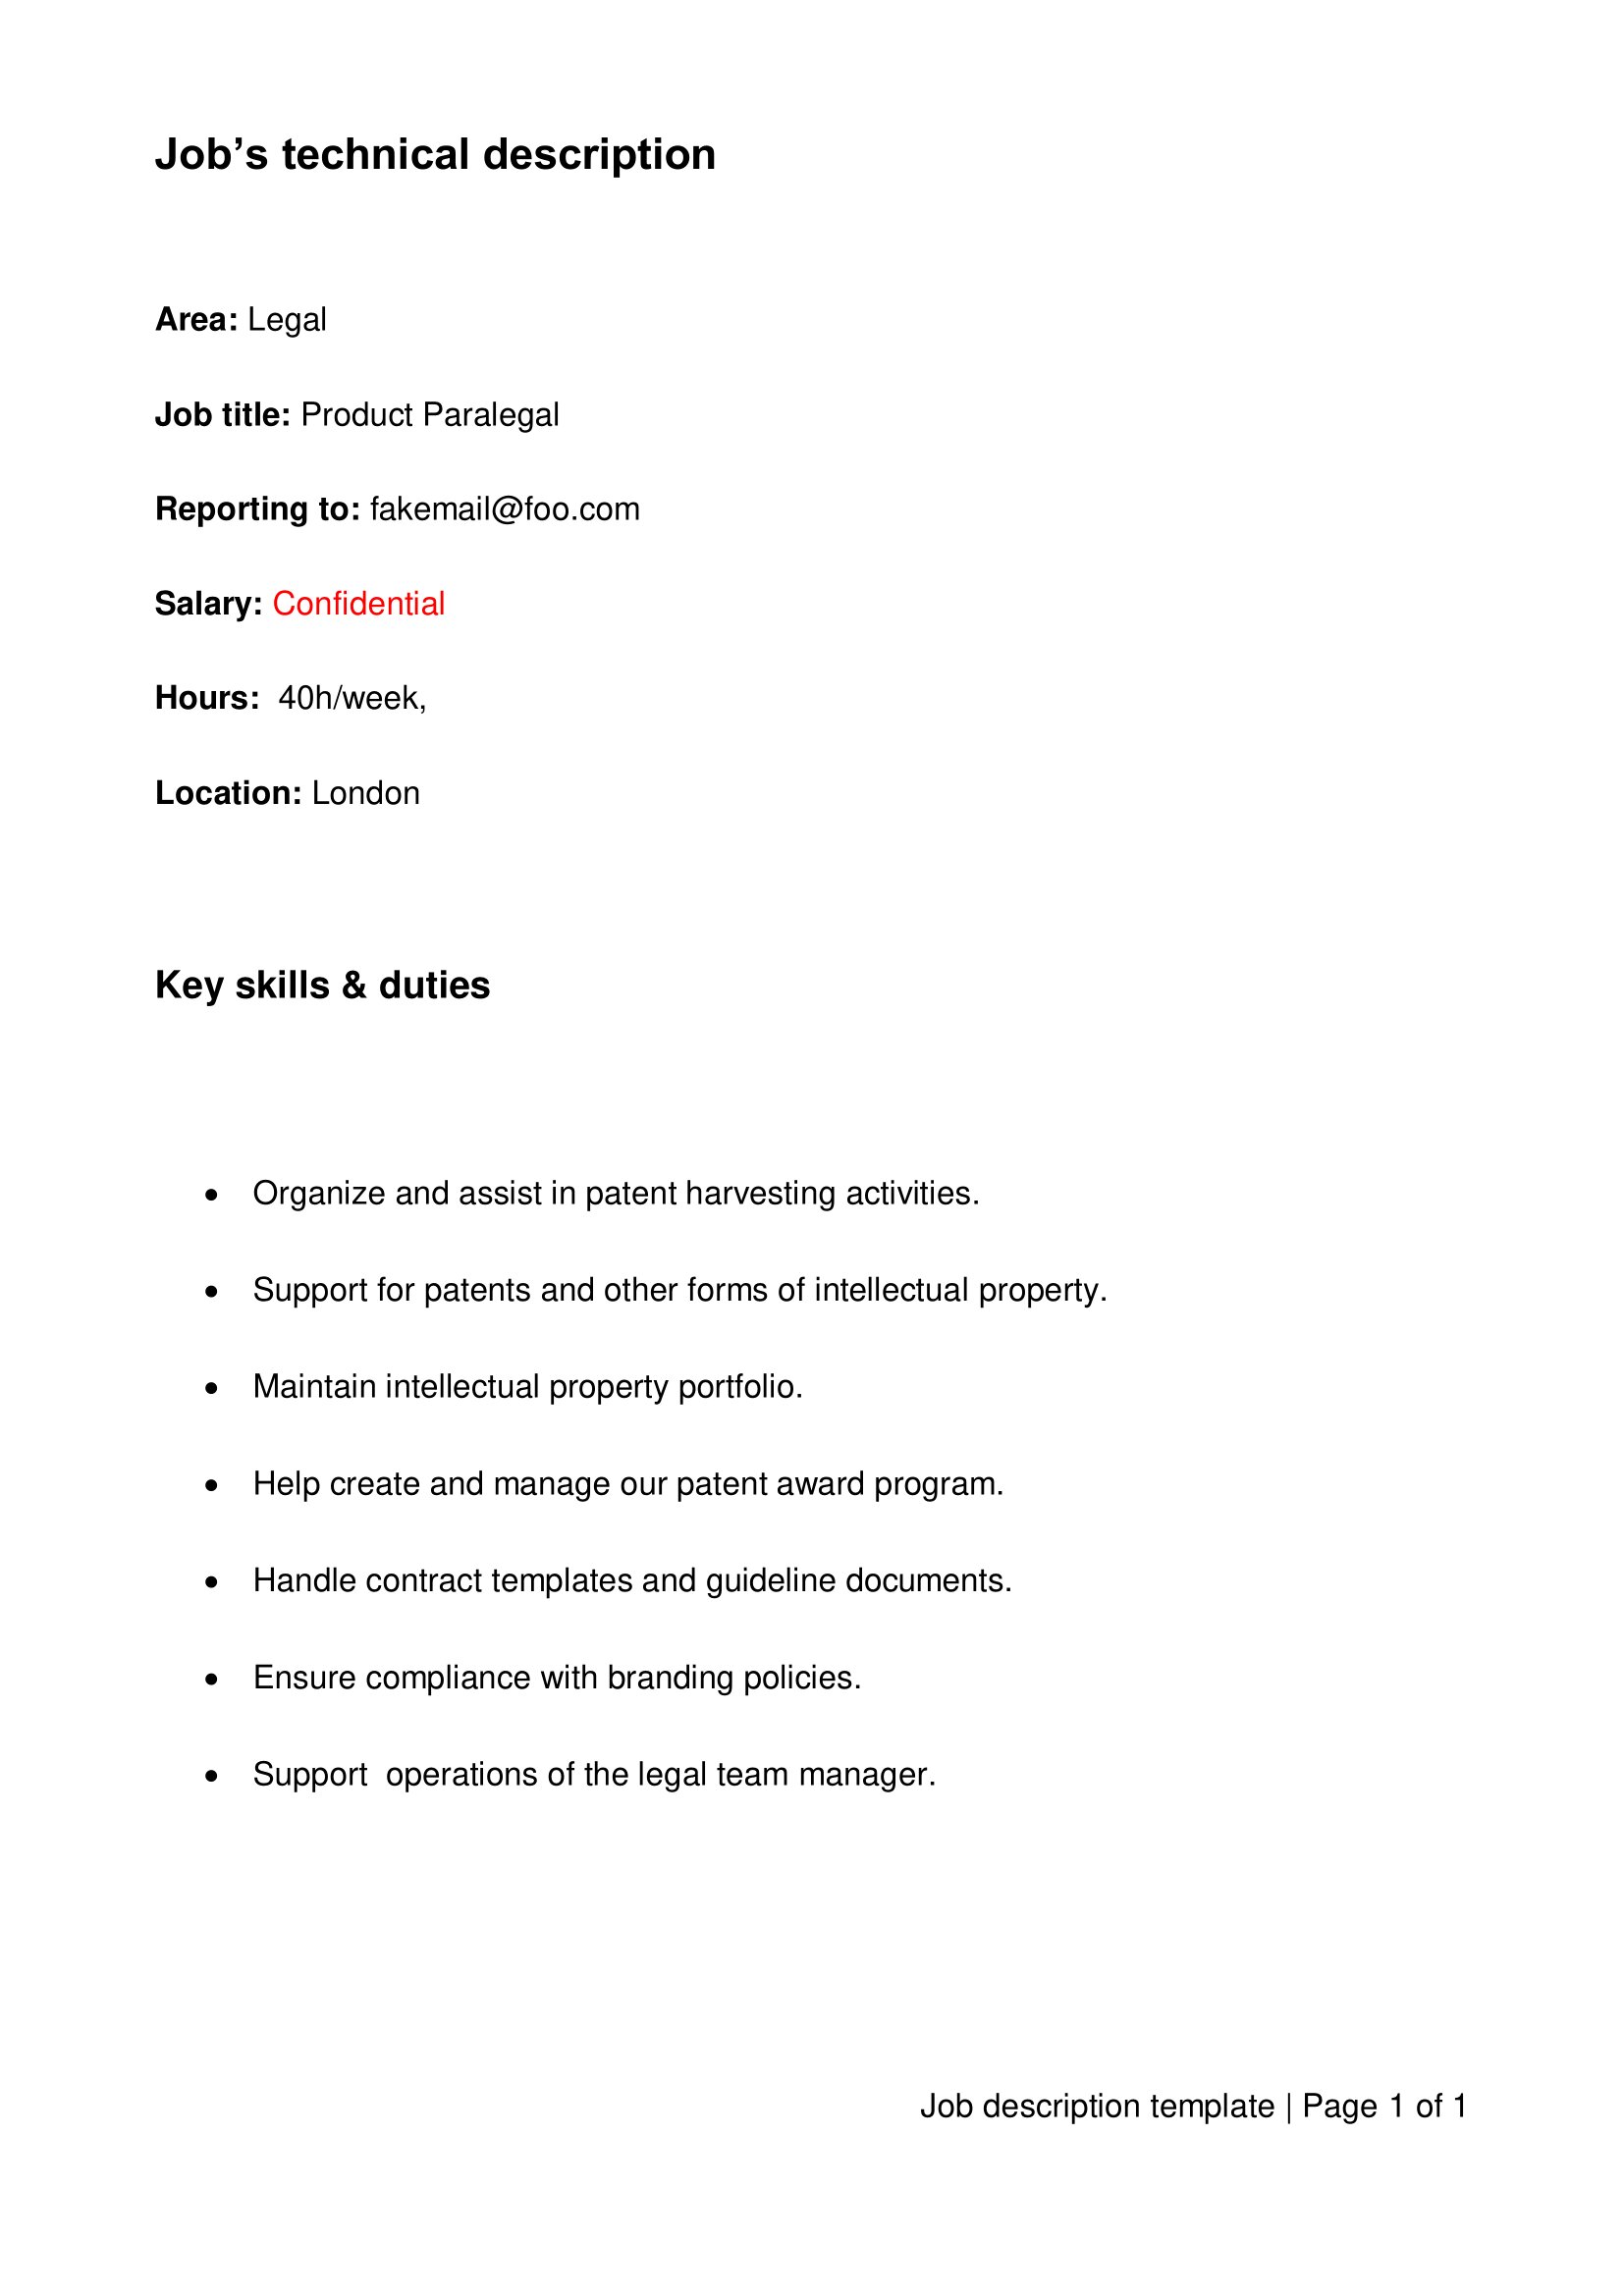 Job’s technical description
Area: Legal
Job title: Product Paralegal
Reporting to: fakemail@foo.com
Salary: Confidential
Hours:  40h/week,
Location: London
Key skills & duties
• Organize and assist in patent harvesting activities.
• Support for patents and other forms of intellectual property.
• Maintain intellectual property portfolio.
• Help create and manage our patent award program.
• Handle contract templates and guideline documents.
• Ensure compliance with branding policies.
• Support  operations of the legal team manager.
Job description template | Page 1 of 1